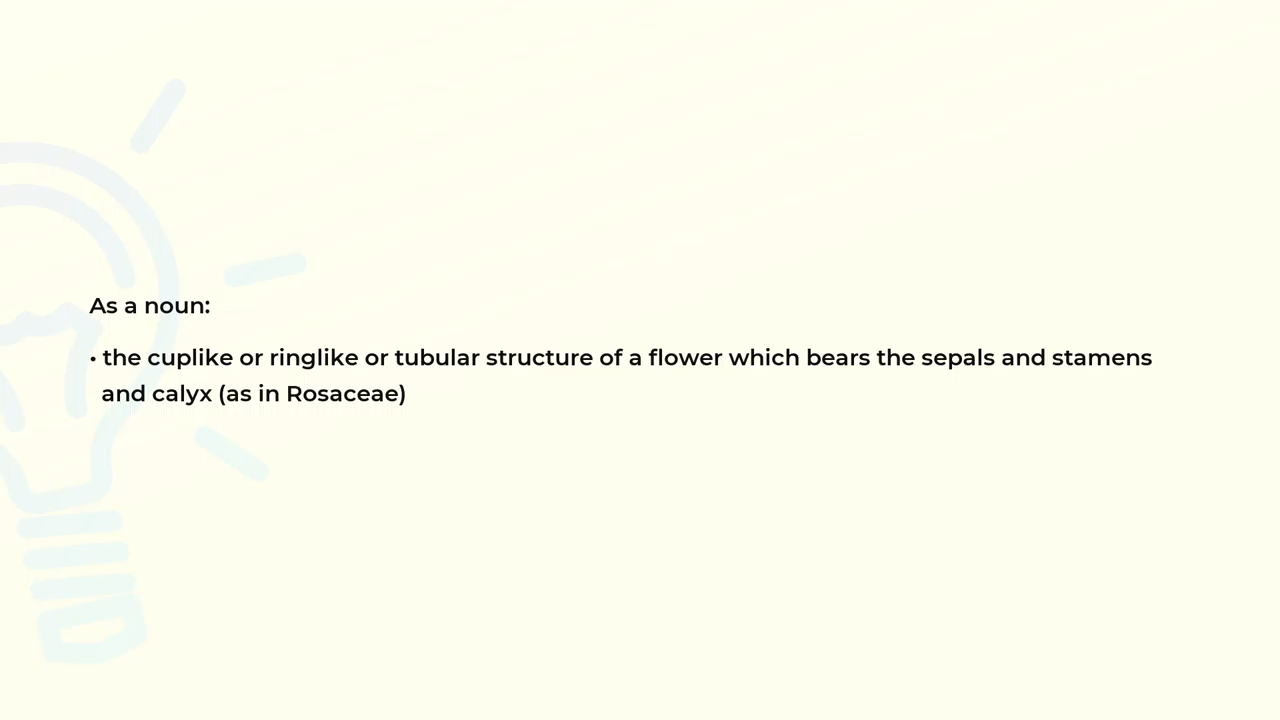 As a noun:
• the cuplike or ringlike or tubular structure of a flower which bears the sepals and stamens
and calyx (as in Rosaceae)